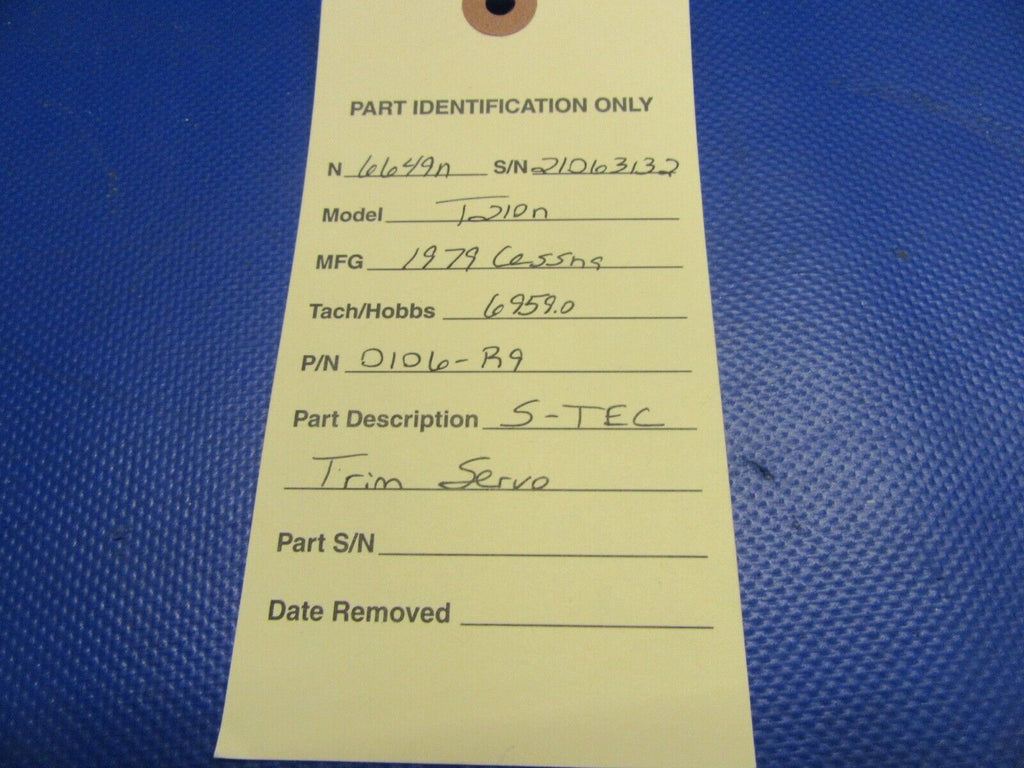 PART IDENTIFICATION ONLY
N 6649n S/N 21063132
Model T210n
MFG 1979 Cessna
Tach/Hobbs 6959.0
P/N 0106-R9
Part Description S-TEC
Trim Servo
Part S/N
Date Removed